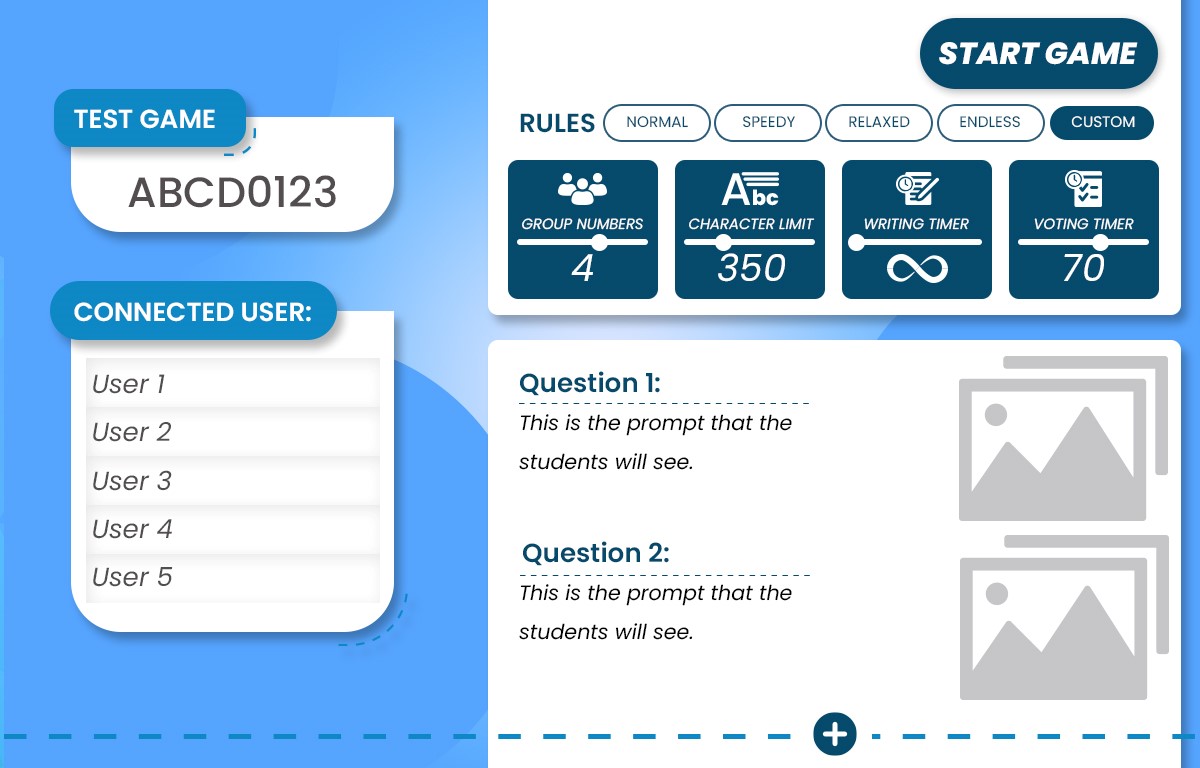 TEST GAME
ABCD0123
CONNECTED USER:
User 1
User 2
User 3
User 4
User 5
START GAME
RULES NORMAL SPEEDY RELAXED ENDLESS CUSTOM
Abc
GROUP NUMBERS CHARACTER LIMIT WRITING TIMER VOTING TIMER
4 350 ∞ 70
Question 1:
This is the prompt that the
students will see.
Question 2:
This is the prompt that the
students will see.